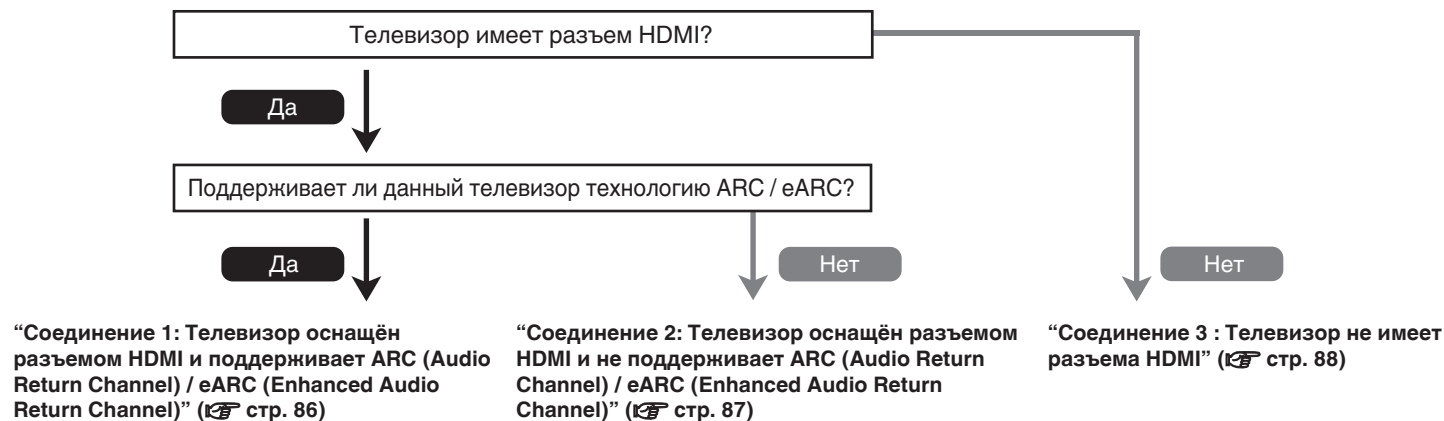 Телевизор имеет разъем HDMI?
Да
Поддерживает ли данный телевизор технологию ARC / eARC?
Да
Нет
Нет
“Соединение 1: Телевизор оснащён
разъемом HDMI и поддерживает ARC (Audio
Return Channel) / eARC (Enhanced Audio
Return Channel)” (☞ стр. 86)
“Соединение 2: Телевизор оснащён разъемом
HDMI и не поддерживает ARC (Audio Return
Channel) / eARC (Enhanced Audio Return
Channel)” (☞ стр. 87)
“Соединение 3 : Телевизор не имеет
разъема HDMI” (☞ стр. 88)